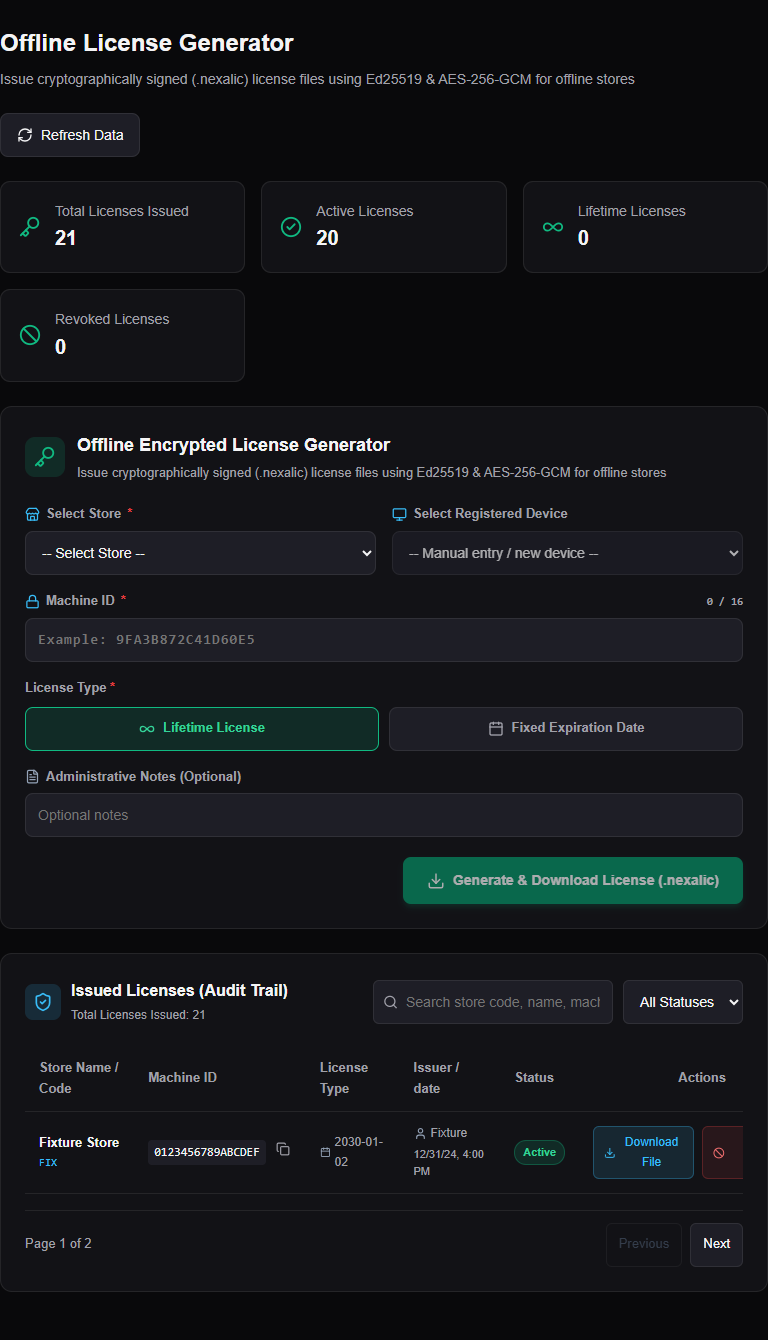 Offline License Generator
Issue cryptographically signed (.nexalic) license files using Ed25519 & AES-256-GCM for offline stores
Refresh Data
Total Licenses Issued
21
Active Licenses
20
Lifetime Licenses
0
Revoked Licenses
0
Offline Encrypted License Generator
Issue cryptographically signed (.nexalic) license files using Ed25519 & AES-256-GCM for offline stores
Select Store *
Select Registered Device
-- Select Store --
-- Manual entry / new device --
Machine ID *
0 / 16
Example: 9FA3B872C41D60E5
License Type *
Lifetime License
Fixed Expiration Date
Administrative Notes (Optional)
Optional notes
Generate & Download License (.nexalic)
Issued Licenses (Audit Trail)
Total Licenses Issued: 21
Search store code, name, mach
All Statuses
Store Name /
Code
Machine ID
License
Type
Issuer /
date
Status
Actions
Fixture Store
FIX
0123456789ABCDEF
2030-01-
02
Fixture
12/31/24, 4:00
PM
Active
Download
File
Page 1 of 2
Previous
Next